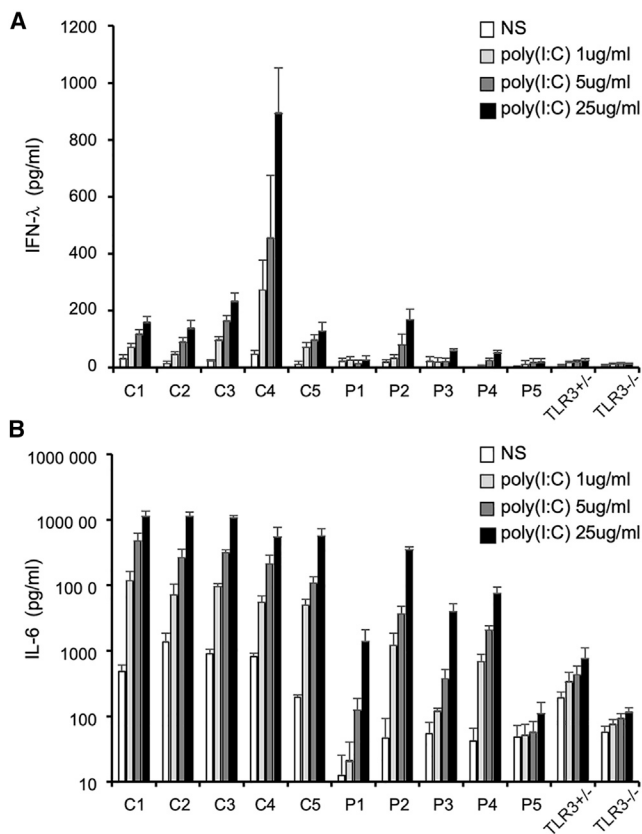 A
1200
1000
800
600
400
200
0
IFN-λ (pg/ml)
NS
poly(I:C) 1ug/ml
poly(I:C) 5ug/ml
poly(I:C) 25ug/ml
C1 C2 C3 C4 C5 P1 P2 P3 P4 P5 TLR3+/- TLR3-/-
B
1000 000
1000 00
100 0
1000
100
10
IL-6 (pg/ml)
NS
poly(I:C) 1ug/ml
poly(I:C) 5ug/ml
poly(I:C) 25ug/ml
C1 C2 C3 C4 C5 P1 P2 P3 P4 P5 TLR3+/- TLR3-/-